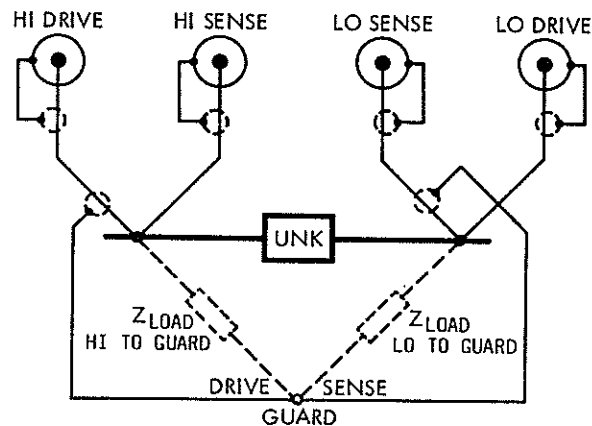 HI DRIVE
HI SENSE
LO SENSE
LO DRIVE
UNK
ZLOAD
HI TO GUARD
ZLOAD
LO TO GUARD
DRIVE
SENSE
GUARD